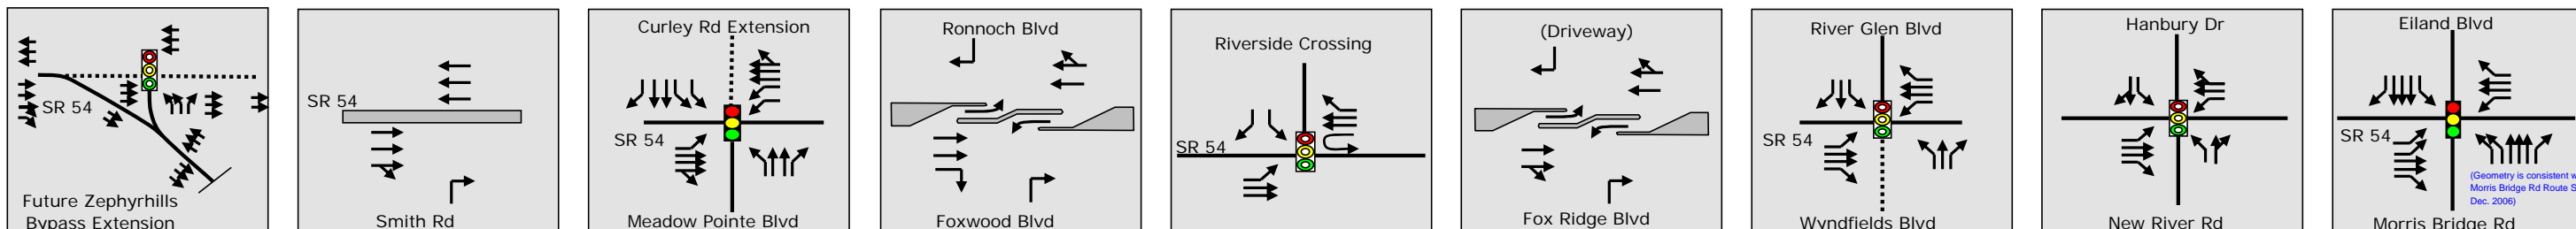 SR 54
Future Zephyrhills
Bypass Extension
SR 54
Smith Rd
Curley Rd Extension
SR 54
Meadow Pointe Blvd
Ronnoch Blvd
Foxwood Blvd
Riverside Crossing
SR 54
(Driveway)
Fox Ridge Blvd
River Glen Blvd
SR 54
Wyndfields Blvd
Hanbury Dr
New River Rd
Eiland Blvd
SR 54
(Geometry is consistent w
Morris Bridge Rd Route S
Dec. 2006)
Morris Bridge Rd